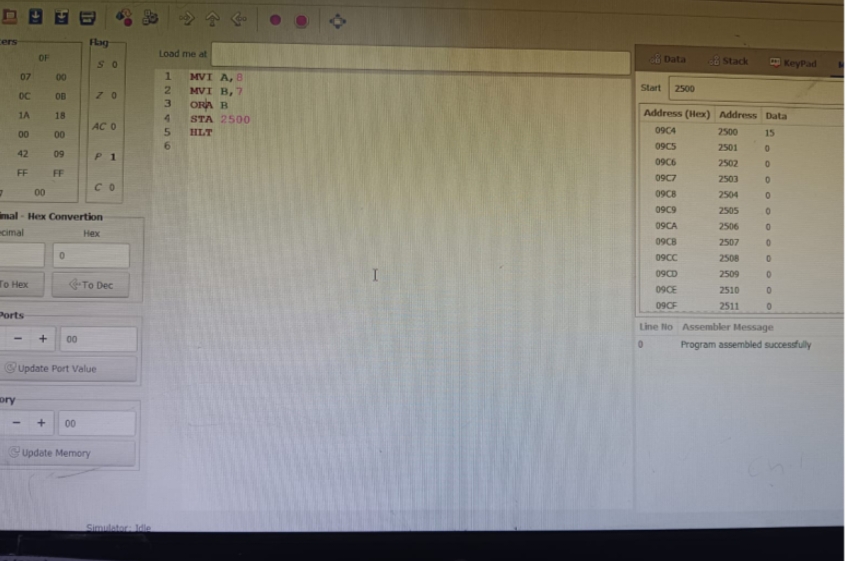 ers
0F
07 00
0C 0B
1A 18
00 00
42 09
FF FF
00
Flag
S 0
Z 0
AC 0
P 1
C 0
imal - Hex Convertion
cimal Hex
0
To Hex To Dec
Ports
- + 00
Update Port Value
ory
- + 00
Update Memory
Simulator: Idle
Load me at
1 MVI A,8
2 MVI B,7
3 ORA B
4 STA 2500
5 HLT
6
Data Stack KeyPad
Start 2500
Address (Hex) Address Data
09C4 2500 15
09C5 2501 0
09C6 2502 0
09C7 2503 0
09C8 2504 0
09C9 2505 0
09CA 2506 0
09CB 2507 0
09CC 2508 0
09CD 2509 0
09CE 2510 0
09CF 2511 0
Line No Assembler Message
0 Program assembled successfully